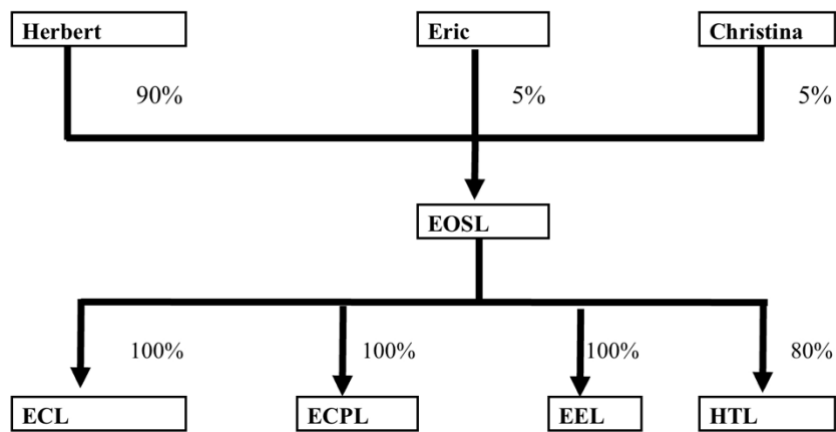 Herbert Eric Christina
90% 5% 5%
EOSL
100% 100% 100% 80%
ECL ECPL EEL HTL